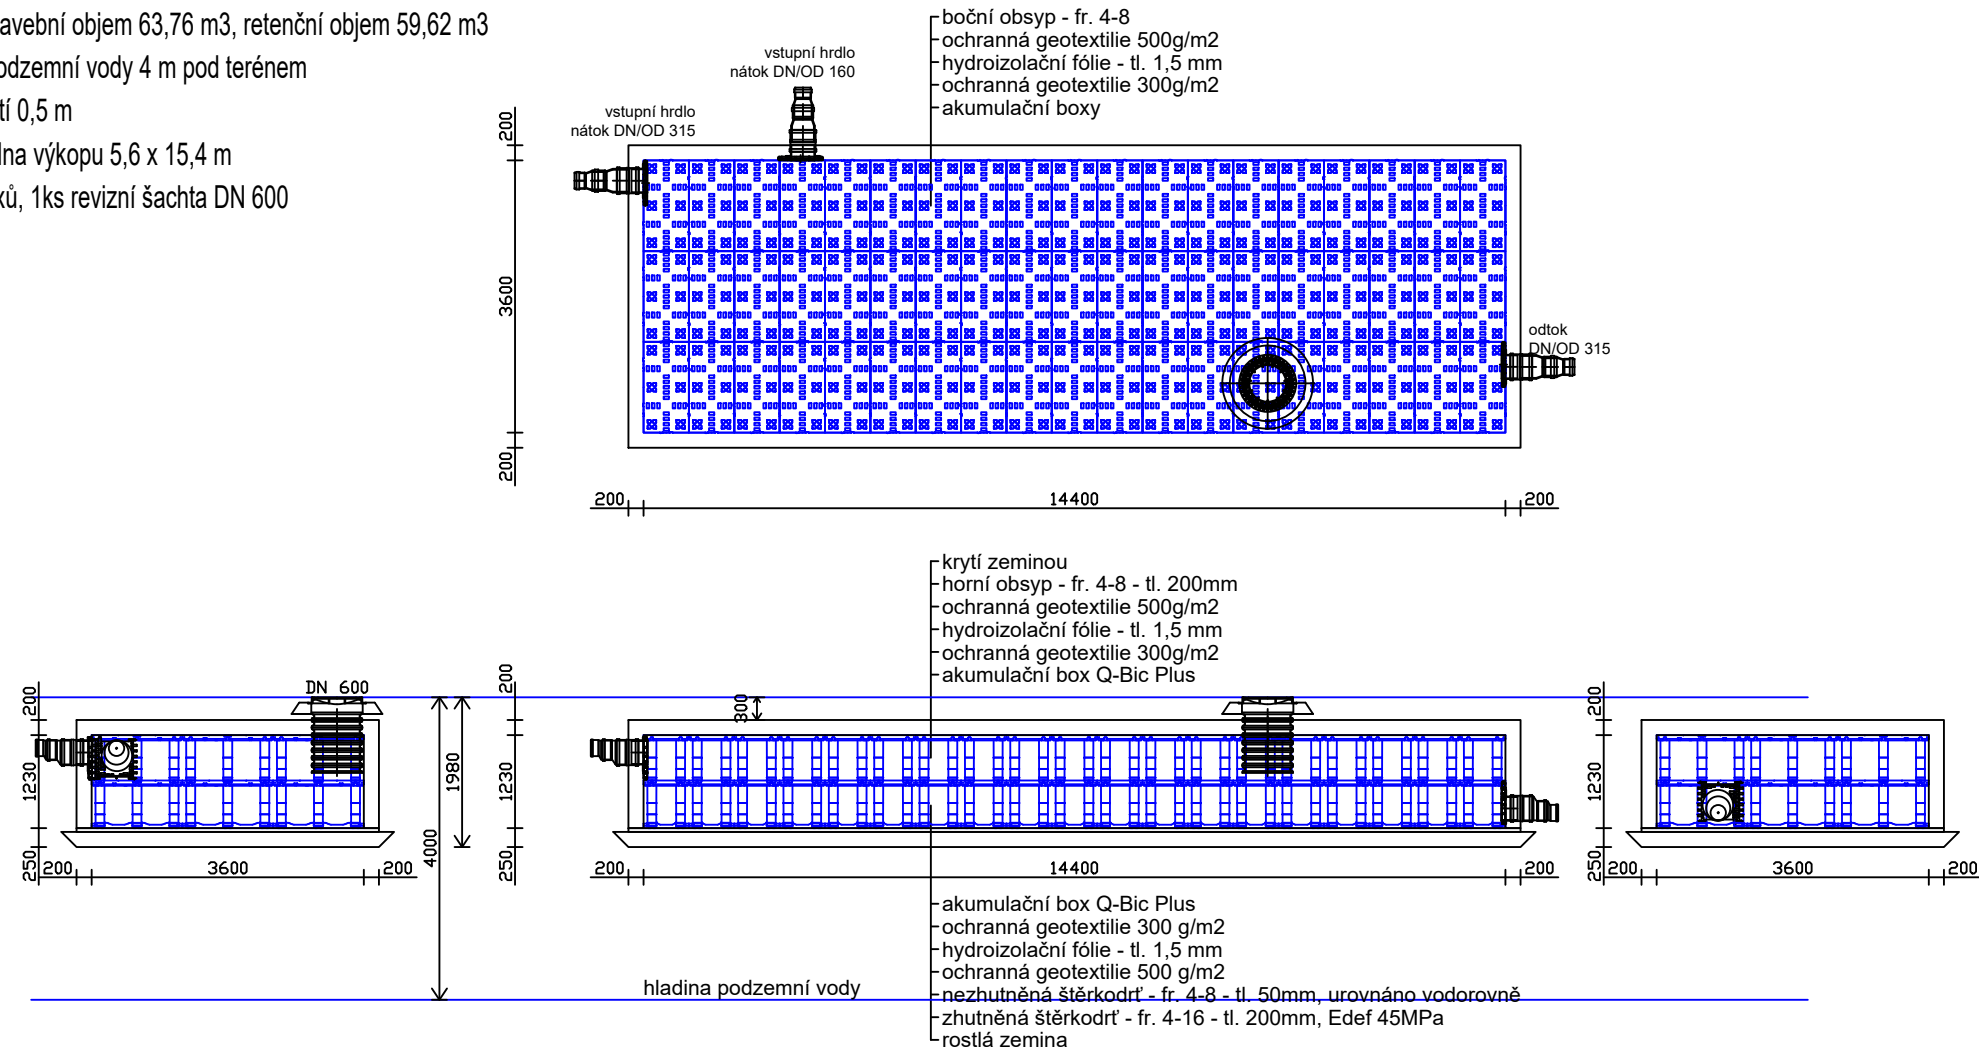 avební objem 63,76 m3, retenční objem 59,62 m3
odzemní vody 4 m pod terénem
tí 0,5 m
dna výkopu 5,6 x 15,4 m
xů, 1ks revizní šachta DN 600
vstupní hrdlo
nátok DN/OD 160
vstupní hrdlo
nátok DN/OD 315
boční obsyp - fr. 4-8
ochranná geotextilie 500g/m2
hydroizolační fólie - tl. 1,5 mm
ochranná geotextilie 300g/m2
akumulační boxy
200
3600
200
odtok
DN/OD 315
200
14400
200
krytí zeminou
horní obsyp - fr. 4-8 - tl. 200mm
ochranná geotextilie 500g/m2
hydroizolační fólie - tl. 1,5 mm
ochranná geotextilie 300g/m2
akumulační box Q-Bic Plus
200
DN 600
1230
250
1980
4000
200
3600
200
200
300
1230
250
200
14400
200
200
1230
250
200
3600
200
akumulační box Q-Bic Plus
ochranná geotextilie 300 g/m2
hydroizolační fólie - tl. 1,5 mm
ochranná geotextilie 500 g/m2
hladina podzemní vody
nezhutněná štěrkodrť - fr. 4-8 - tl. 50mm, urovnáno vodorovně
zhutněná štěrkodrť - fr. 4-16 - tl. 200mm, Edef 45MPa
rostlá zemina